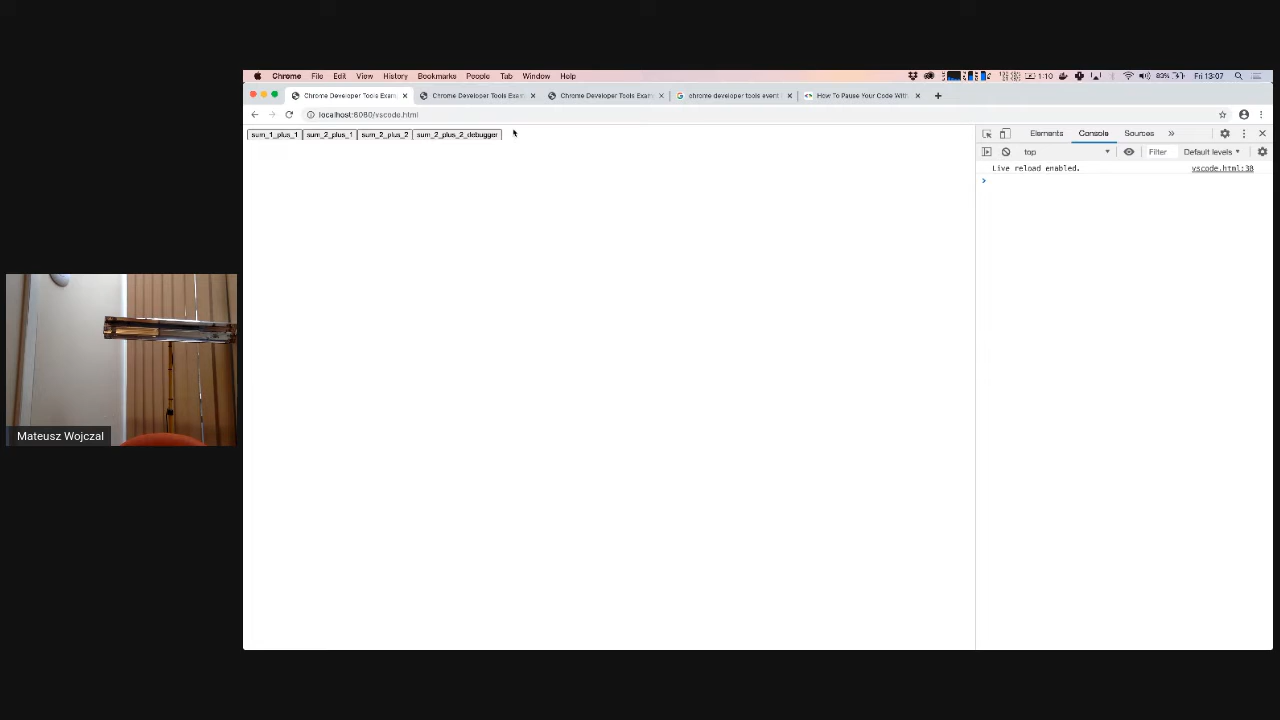 Chrome File Edit View History Bookmarks People Tab Window Help 1:10 83% Fri 13:07
Chrome Developer Tools Exam Chrome Developer Tools Exam Chrome Developer Tools Exam chrome developer tools event How To Pause Your Code With
localhost:8080/vscode.html
sum_1_plus_1 sum_2_plus_1 sum_2_plus_2 sum_2_plus_2_debugger
Elements Console Sources »
top Filter Default levels
Live reload enabled. vscode.html:38
Mateusz Wojczal